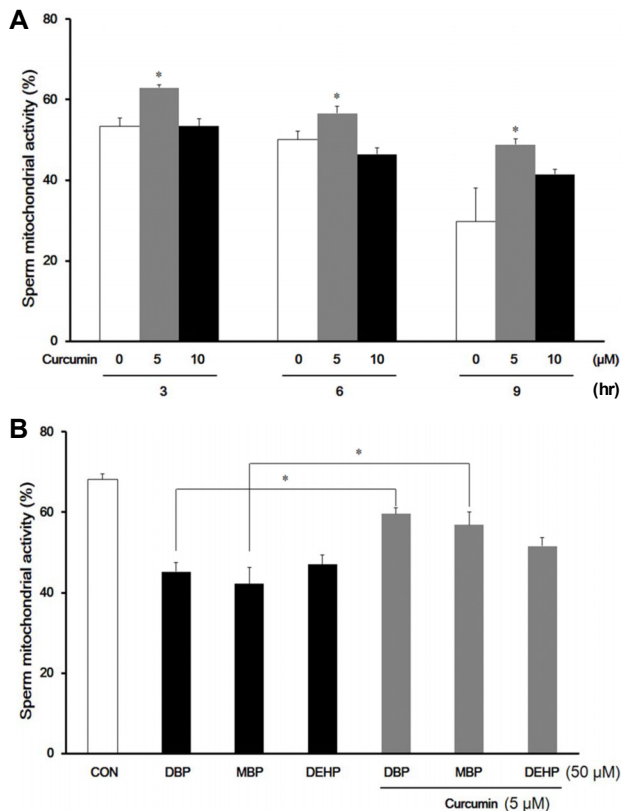 A
80
60
40
20
0
Sperm mitochondrial activity (%)
* * *
Curcumin 0 5 10 0 5 10 0 5 10 (µM)
3 6 9 (hr)
B
80
60
40
20
0
Sperm mitochondrial activity (%)
*
*
CON DBP MBP DEHP DBP MBP DEHP (50 µM)
Curcumin (5 µM)